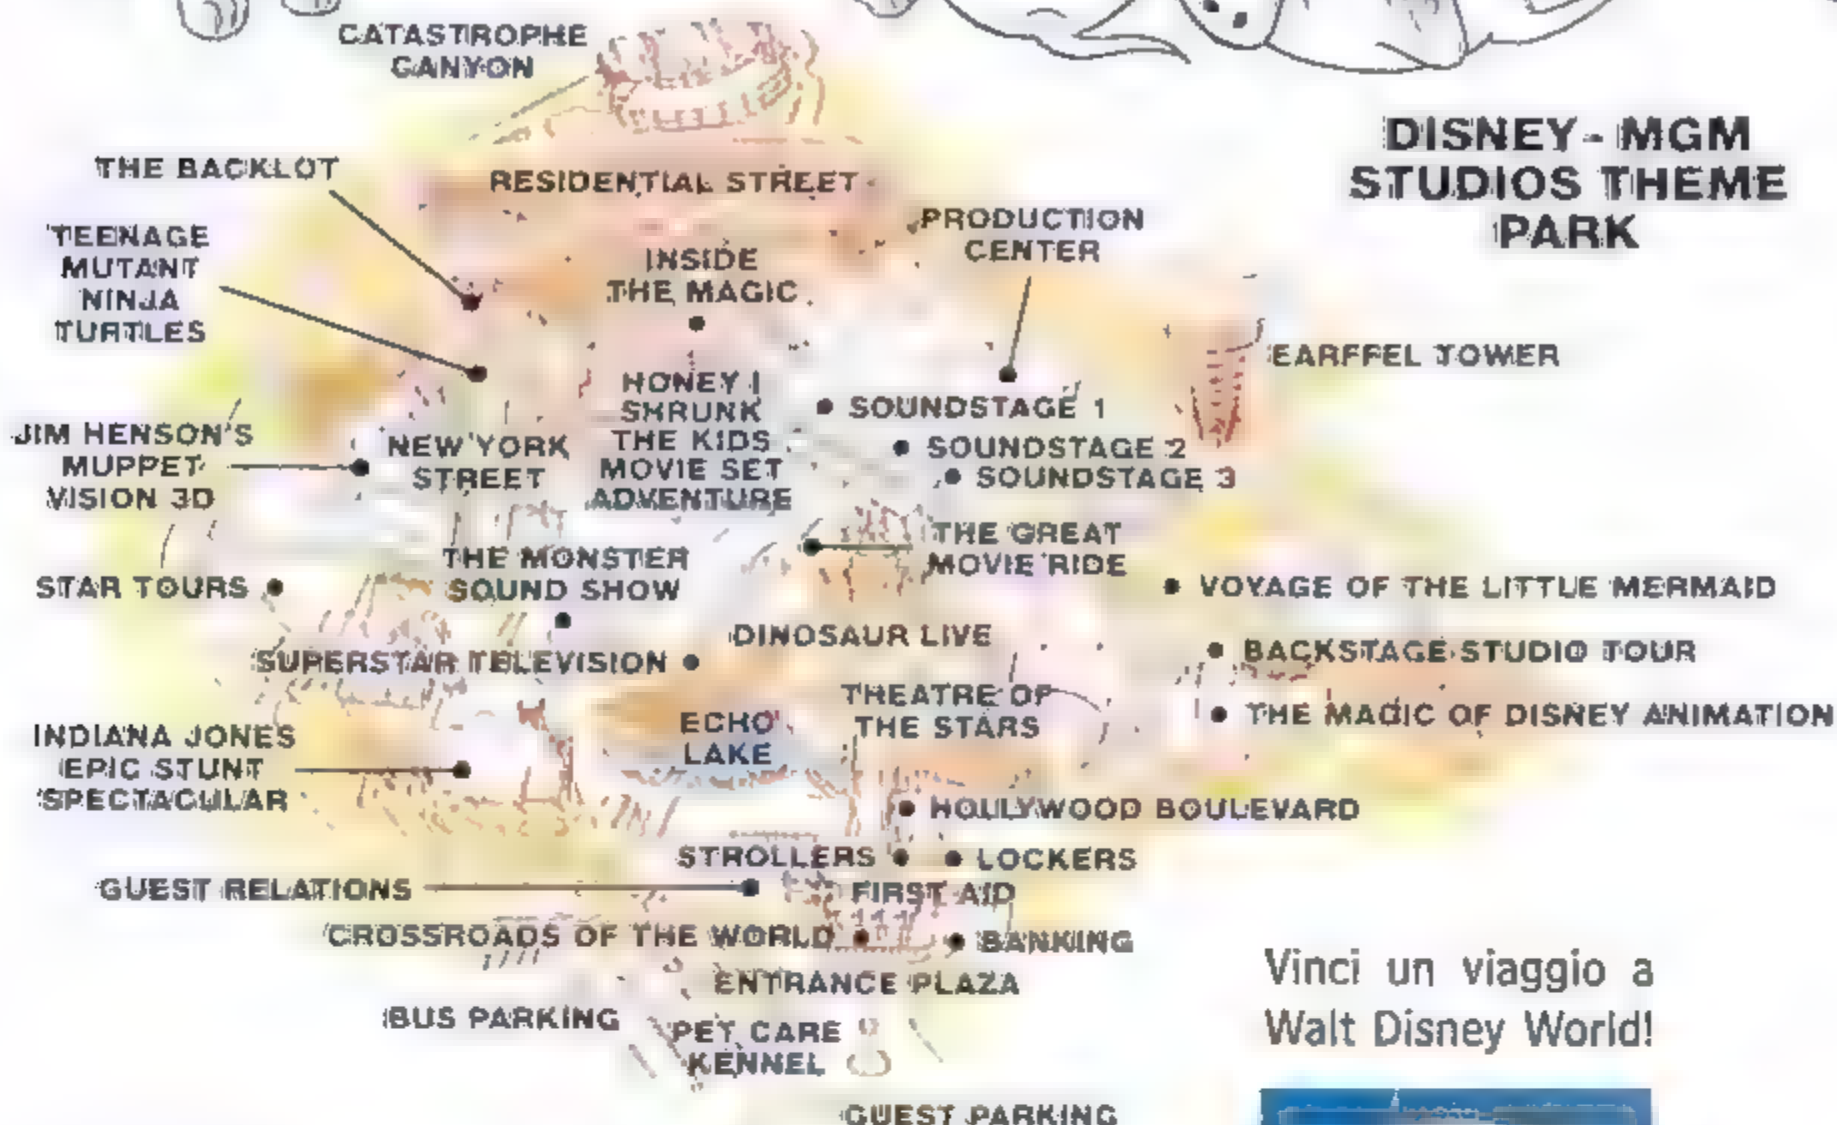 CATASTROPHE
CANYON
DISNEY - MGM
STUDIOS THEME
PARK
THE BACKLOT
RESIDENTIAL STREET
PRODUCTION
CENTER
TEENAGE
MUTANT
NINJA
TURTLES
INSIDE
THE MAGIC
EARFFEL TOWER
HONEY I
SHRUNK
THE KIDS
MOVIE SET
ADVENTURE
SOUNDSTAGE 1
SOUNDSTAGE 2
SOUNDSTAGE 3
JIM HENSON'S
MUPPET
VISION 3D
NEW YORK
STREET
THE GREAT
MOVIE RIDE
THE MONSTER
SOUND SHOW
STAR TOURS
VOYAGE OF THE LITTLE MERMAID
DINOSAUR LIVE
SUPERSTAR TELEVISION
BACKSTAGE STUDIO TOUR
THEATRE OF
THE STARS
ECHO
LAKE
THE MAGIC OF DISNEY ANIMATION
INDIANA JONES
EPIC STUNT
SPECTACULAR
HOLLYWOOD BOULEVARD
STROLLERS
LOCKERS
GUEST RELATIONS
FIRST AID
CROSSROADS OF THE WORLD
BANKING
ENTRANCE PLAZA
BUS PARKING
PET CARE
KENNEL
GUEST PARKING
Vinci un viaggio a
Walt Disney World!